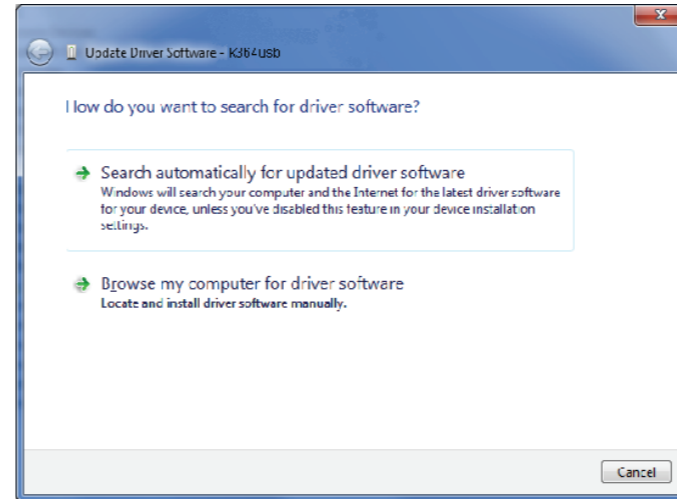 Update Driver Software - K364usb
How do you want to search for driver software?
Search automatically for updated driver software
Windows will search your computer and the Internet for the latest driver software
for your device, unless you've disabled this feature in your device installation
settings.
Browse my computer for driver software
Locate and install driver software manually.
Cancel